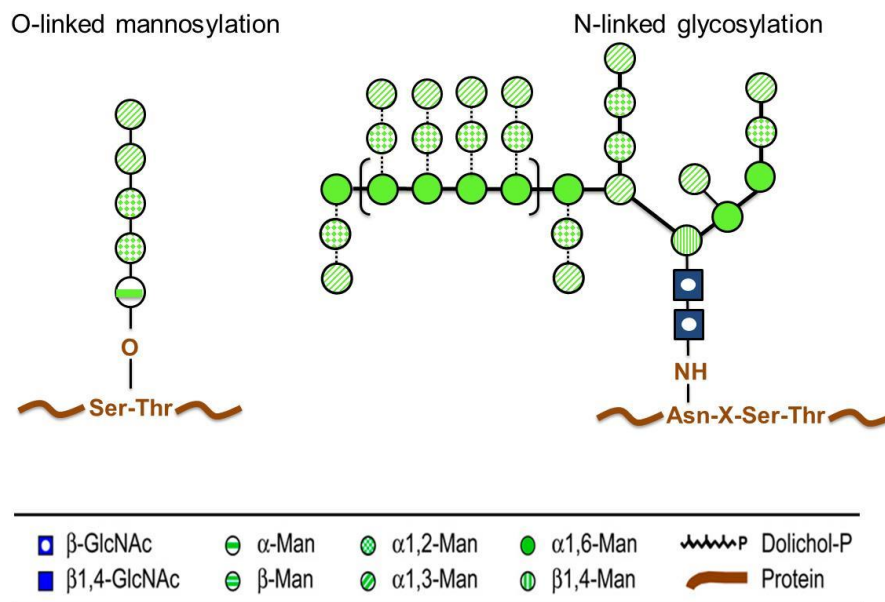 O-linked mannosylation
N-linked glycosylation
O
Ser-Thr
NH
Asn-X-Ser-Thr
β-GlcNAc
α-Man
α1,2-Man
α1,6-Man
P
Dolichol-P
β1,4-GlcNAc
β-Man
α1,3-Man
β1,4-Man
Protein